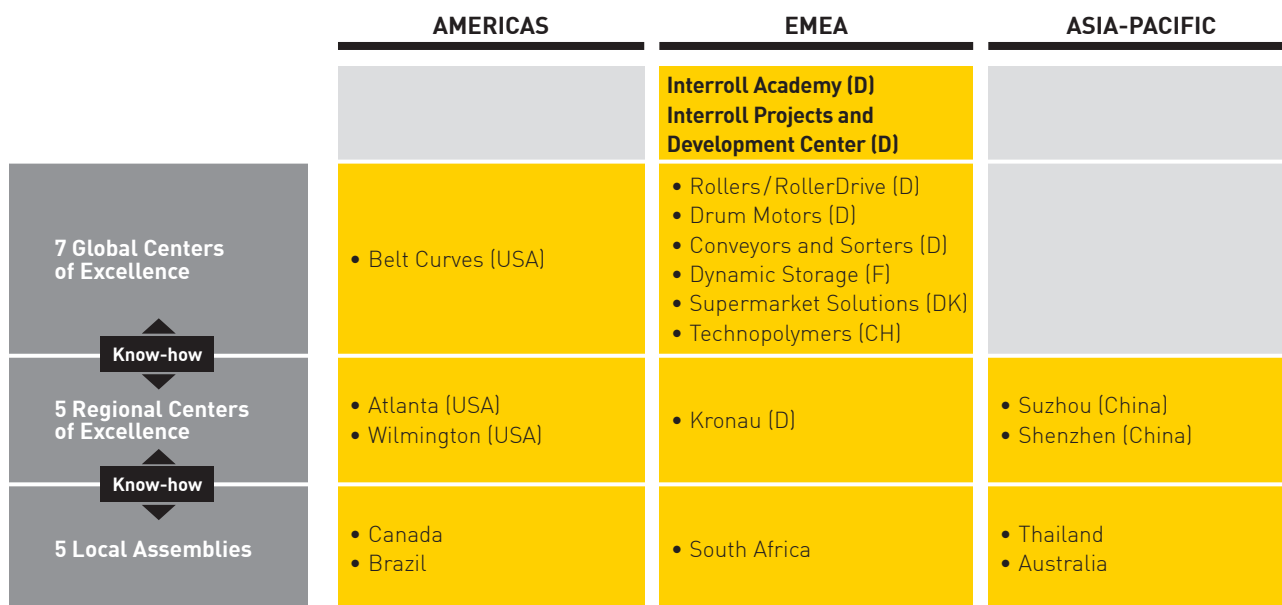 AMERICAS
EMEA
ASIA-PACIFIC
Interroll Academy (D)
Interroll Projects and
Development Center (D)
7 Global Centers
of Excellence
• Belt Curves (USA)
• Rollers/RollerDrive (D)
• Drum Motors (D)
• Conveyors and Sorters (D)
• Dynamic Storage (F)
• Supermarket Solutions (DK)
• Technopolymers (CH)
Know-how
5 Regional Centers
of Excellence
• Atlanta (USA)
• Wilmington (USA)
• Kronau (D)
• Suzhou (China)
• Shenzhen (China)
Know-how
5 Local Assemblies
• Canada
• Brazil
• South Africa
• Thailand
• Australia